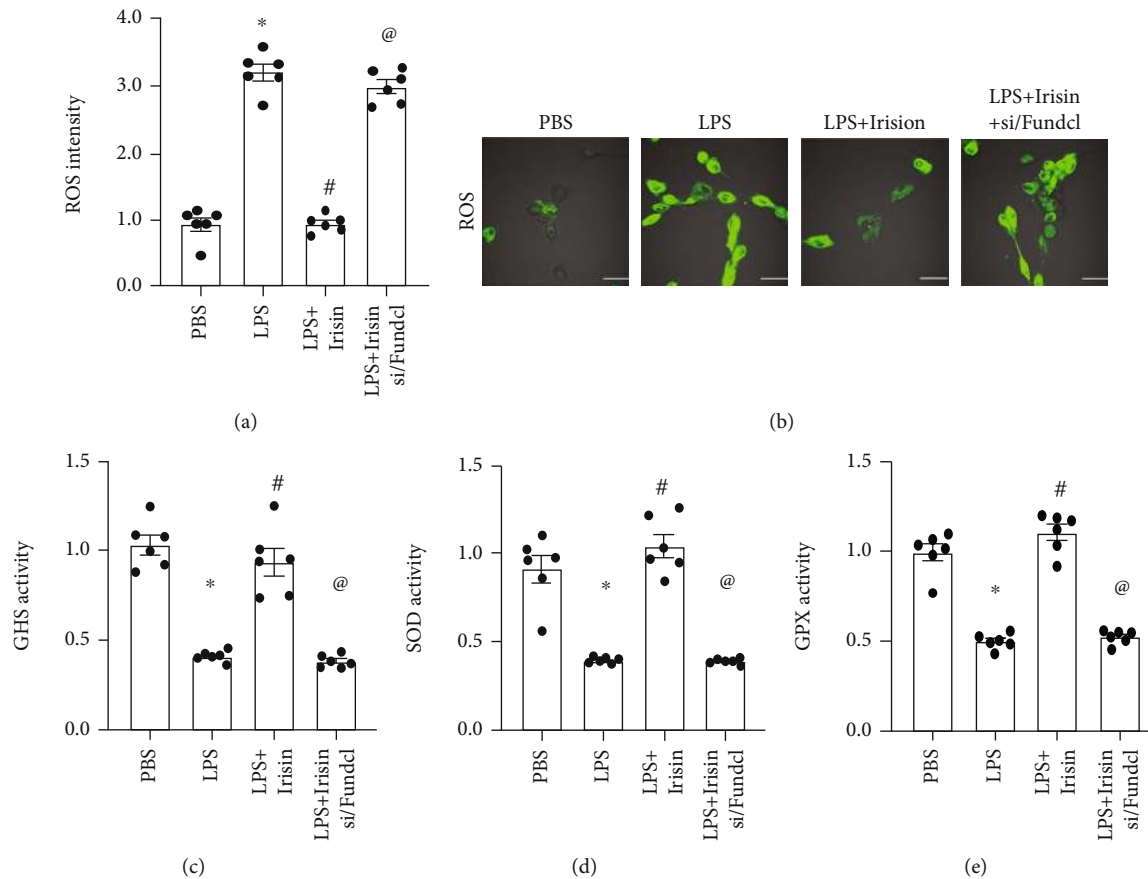 4.0
3.0
2.0
1.0
0.0
ROS intensity
*
#
@
PBS
LPS
LPS+
Irisin
LPS+Irisin
si/Fundcl
(a)
PBS
LPS
LPS+Irision
LPS+Irisin
+si/Fundcl
ROS
(b)
1.5
1.0
0.5
0.0
GHS activity
*
#
@
PBS
LPS
LPS+
Irisin
LPS+Irisin
si/Fundcl
(c)
1.5
1.0
0.5
0.0
SOD activity
*
#
@
PBS
LPS
LPS+
Irisin
LPS+Irisin
si/Fundcl
(d)
1.5
1.0
0.5
0.0
GPX activity
*
#
@
PBS
LPS
LPS+
Irisin
LPS+Irisin
si/Fundcl
(e)